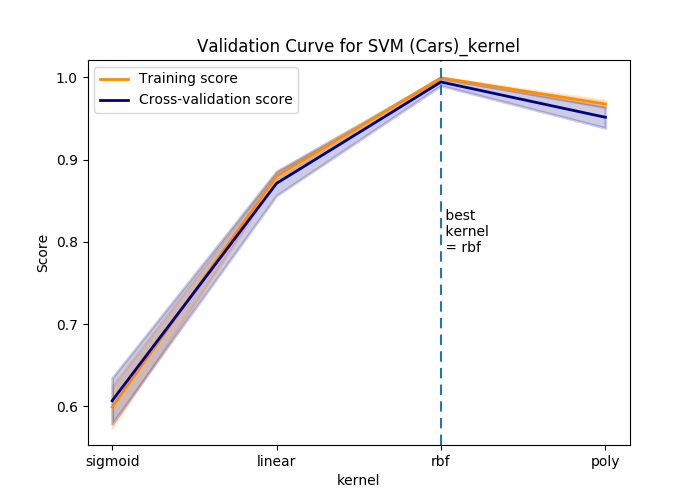 Validation Curve for SVM (Cars)_kernel
Training score
Cross-validation score
1.0
0.9
0.8
0.7
0.6
Score
best
kernel
= rbf
sigmoid
linear
rbf
poly
kernel